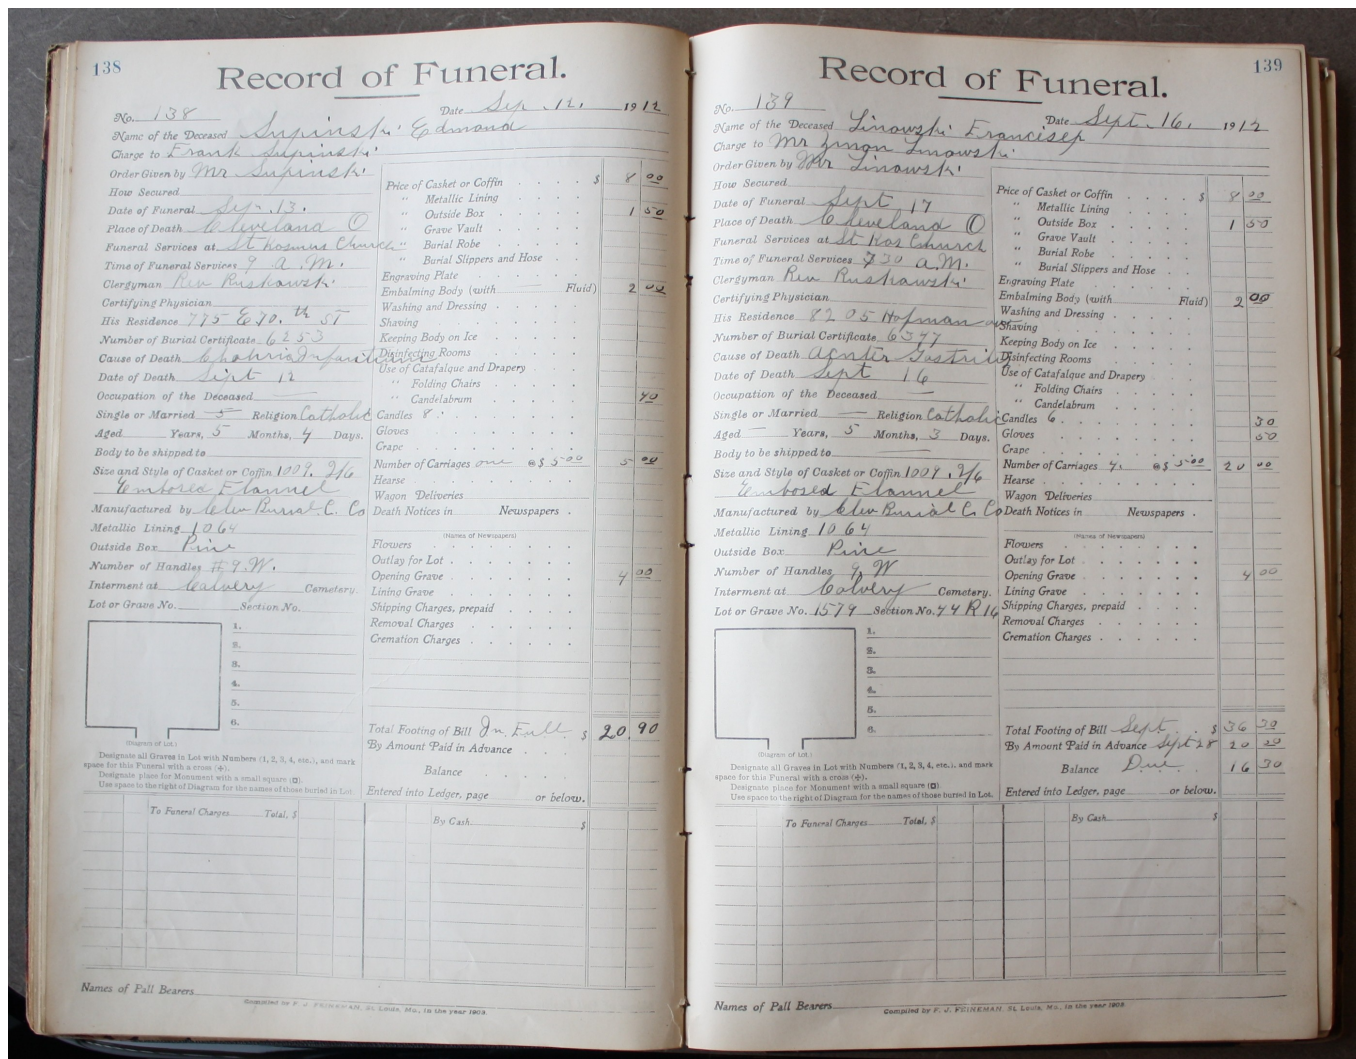 138
Record of Funeral.
No. 138 Date Sep. 12, 1912
Name of the Deceased Supinski Edmond
Charge to Frank Supinski
Order Given by Mr Supinski
How Secured
Date of Funeral Sep. 13.
Place of Death Cleveland O
Funeral Services at St Kosmus Church
Time of Funeral Services 9 A.M.
Clergyman Rev Ruskowski
Certifying Physician
His Residence 775 E 70. th ST
Number of Burial Certificate 6253
Cause of Death Infantium
Date of Death Sept 12
Occupation of the Deceased
Single or Married S Religion Catholic
Aged Years, 5 Months, 4 Days.
Body to be shipped to
Size and Style of Casket or Coffin 1009. 2/6
Embosed Flannel
Manufactured by Clev Burial C. Co
Metallic Lining 1064
Outside Box Pine
Number of Handles #9. W.
Interment at Calvery Cemetery.
Lot or Grave No. Section No.
1.
2.
3.
4.
5.
6.
(Diagram of Lot.)
Designate all Graves in Lot with Numbers (1, 2, 3, 4, etc.), and mark
space for this Funeral with a cross (+).
Designate place for Monument with a small square (◻).
Use space to the right of Diagram for the names of those buried in Lot.
Price of Casket or Coffin $ 8 00
" Metallic Lining
" Outside Box 1 50
" Grave Vault
" Burial Robe
" Burial Slippers and Hose
Engraving Plate
Embalming Body (with Fluid) 2 00
Washing and Dressing
Shaving
Keeping Body on Ice
Disinfecting Rooms
Use of Catafalque and Drapery
" Folding Chairs
" Candelabrum 40
Candles 8
Gloves
Crape
Number of Carriages one @ $ 5 00 5 00
Hearse
Wagon Deliveries
Death Notices in Newspapers
(Names of Newspapers)
Flowers
Outlay for Lot
Opening Grave 4 00
Lining Grave
Shipping Charges, prepaid
Removal Charges
Cremation Charges
Total Footing of Bill In Full $ 20.90
By Amount Paid in Advance
Balance
Entered into Ledger, page or below.
To Funeral Charges Total, $ By Cash $
Names of Pall Bearers
Compiled by F. J. FEINEMAN, St. Louis, Mo., in the year 1903.
139
Record of Funeral.
No. 139 Date Sept. 16. 1912
Name of the Deceased Linowski Francisep
Charge to Mr Zmon Linowski
Order Given by Mr Linowski
How Secured
Date of Funeral Sept 17
Place of Death Cleveland O
Funeral Services at St Kas Church
Time of Funeral Services 730 A.M.
Clergyman Rev Ruskowski
Certifying Physician
His Residence 8205 Hofman av
Number of Burial Certificate 6377
Cause of Death Gastritis
Date of Death Sept 16
Occupation of the Deceased
Single or Married Religion Catholic
Aged Years, 5 Months, 3 Days.
Body to be shipped to
Size and Style of Casket or Coffin 1009. 2/6
Embosed Flannel
Manufactured by Clev Burial C. Co
Metallic Lining 1064
Outside Box Pine
Number of Handles 9. W
Interment at Calvery Cemetery.
Lot or Grave No. 1579 Section No. 44 R 16
1.
2.
3.
4.
5.
6.
(Diagram of Lot.)
Designate all Graves in Lot with Numbers (1, 2, 3, 4, etc.), and mark
space for this Funeral with a cross (+).
Designate place for Monument with a small square (◻).
Use space to the right of Diagram for the names of those buried in Lot.
Price of Casket or Coffin $ 8 00
" Metallic Lining
" Outside Box 1 50
" Grave Vault
" Burial Robe
" Burial Slippers and Hose
Engraving Plate
Embalming Body (with Fluid) 2 00
Washing and Dressing
Shaving
Keeping Body on Ice
Disinfecting Rooms
Use of Catafalque and Drapery
" Folding Chairs
" Candelabrum
Candles 6 30
Gloves 50
Crape
Number of Carriages 4. @ $ 5 00 20 00
Hearse
Wagon Deliveries
Death Notices in Newspapers
(Names of Newspapers)
Flowers
Outlay for Lot
Opening Grave 4 00
Lining Grave
Shipping Charges, prepaid
Removal Charges
Cremation Charges
Total Footing of Bill Sept $ 36 30
By Amount Paid in Advance Sept 28 20 00
Balance Due 16 30
Entered into Ledger, page or below.
To Funeral Charges Total, $ By Cash $
Names of Pall Bearers
Compiled by F. J. FEINEMAN, St. Louis, Mo., in the year 1903.